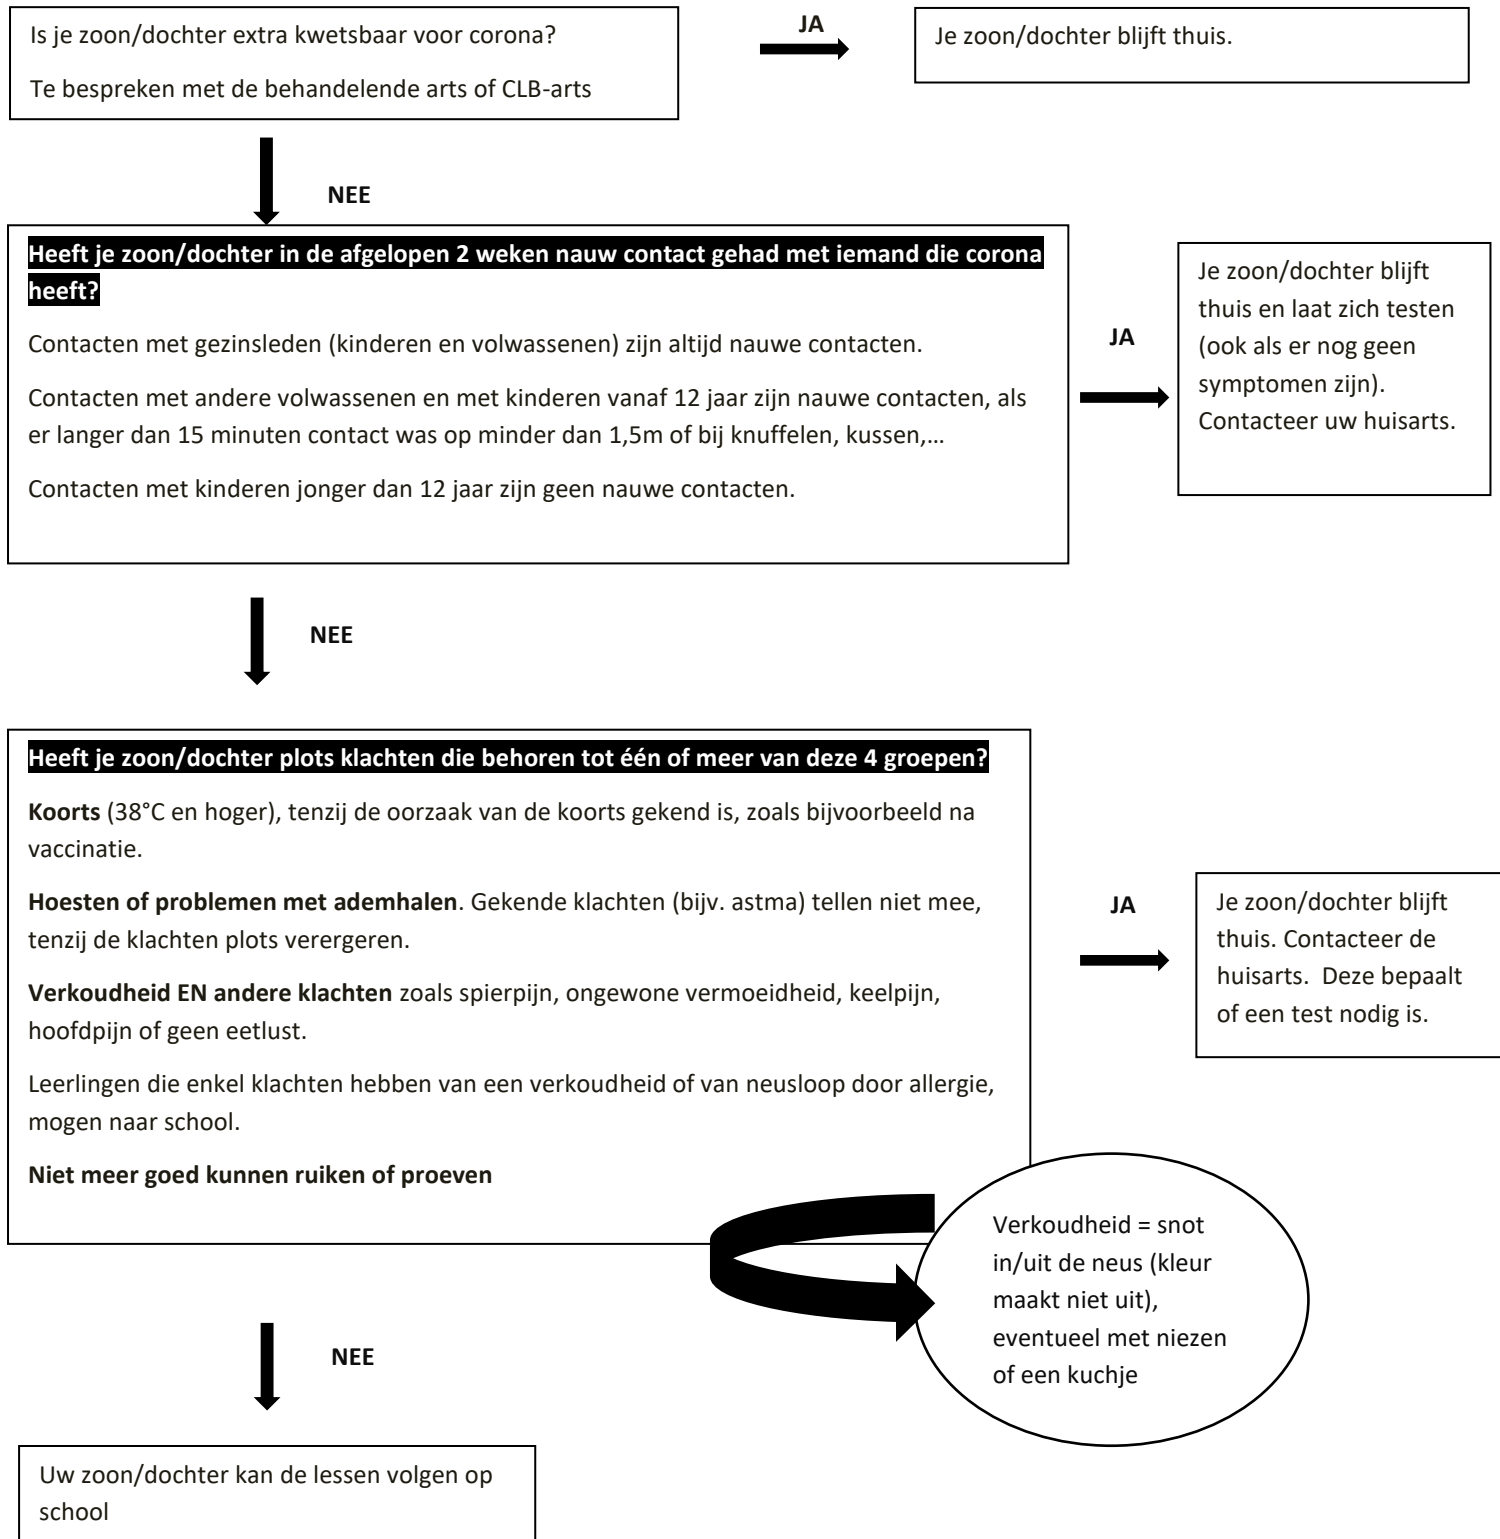 Is je zoon/dochter extra kwetsbaar voor corona?
Te bespreken met de behandelende arts of CLB-arts
JA
Je zoon/dochter blijft thuis.
NEE
Heeft je zoon/dochter in de afgelopen 2 weken nauw contact gehad met iemand die corona
heeft?
Contacten met gezinsleden (kinderen en volwassenen) zijn altijd nauwe contacten.
Contacten met andere volwassenen en met kinderen vanaf 12 jaar zijn nauwe contacten, als
er langer dan 15 minuten contact was op minder dan 1,5m of bij knuffelen, kussen,…
Contacten met kinderen jonger dan 12 jaar zijn geen nauwe contacten.
JA
Je zoon/dochter blijft
thuis en laat zich testen
(ook als er nog geen
symptomen zijn).
Contacteer uw huisarts.
NEE
Heeft je zoon/dochter plots klachten die behoren tot één of meer van deze 4 groepen?
Koorts (38°C en hoger), tenzij de oorzaak van de koorts gekend is, zoals bijvoorbeeld na
vaccinatie.
Hoesten of problemen met ademhalen. Gekende klachten (bijv. astma) tellen niet mee,
tenzij de klachten plots verergeren.
Verkoudheid EN andere klachten zoals spierpijn, ongewone vermoeidheid, keelpijn,
hoofdpijn of geen eetlust.
Leerlingen die enkel klachten hebben van een verkoudheid of van neusloop door allergie,
mogen naar school.
Niet meer goed kunnen ruiken of proeven
JA
Je zoon/dochter blijft
thuis. Contacteer de
huisarts.  Deze bepaalt
of een test nodig is.
Verkoudheid = snot
in/uit de neus (kleur
maakt niet uit),
eventueel met niezen
of een kuchje
NEE
Uw zoon/dochter kan de lessen volgen op
school